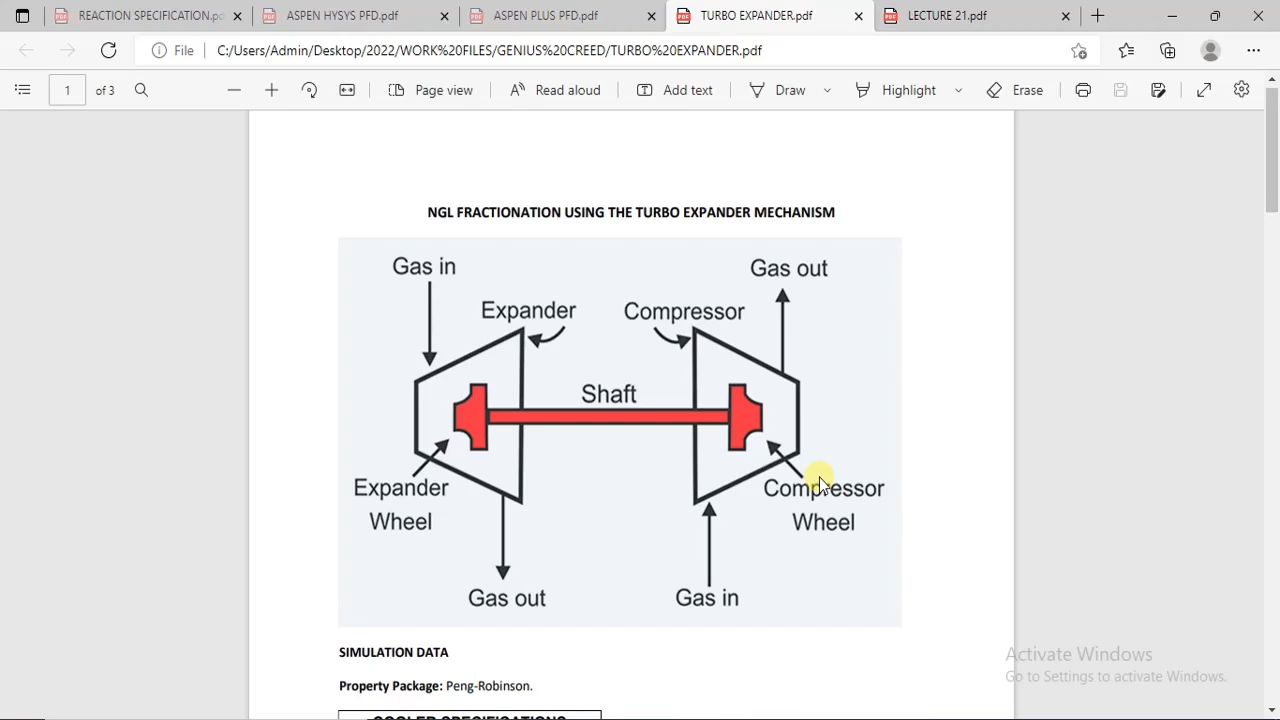 REACTION SPECIFICATION.pd
ASPEN HYSYS PFD.pdf
ASPEN PLUS PFD.pdf
TURBO EXPANDER.pdf
LECTURE 21.pdf
File
C:/Users/Admin/Desktop/2022/WORK%20FILES/GENIUS%20CREED/TURBO%20EXPANDER.pdf
1 of 3
Page view
Read aloud
Add text
Draw
Highlight
Erase
NGL FRACTIONATION USING THE TURBO EXPANDER MECHANISM
Gas in
Gas out
Expander
Compressor
Shaft
Expander
Wheel
Compressor
Wheel
Gas out
Gas in
SIMULATION DATA
Property Package: Peng-Robinson.
COOLER SPECIFICATIONS
Activate Windows
Go to Settings to activate Windows.